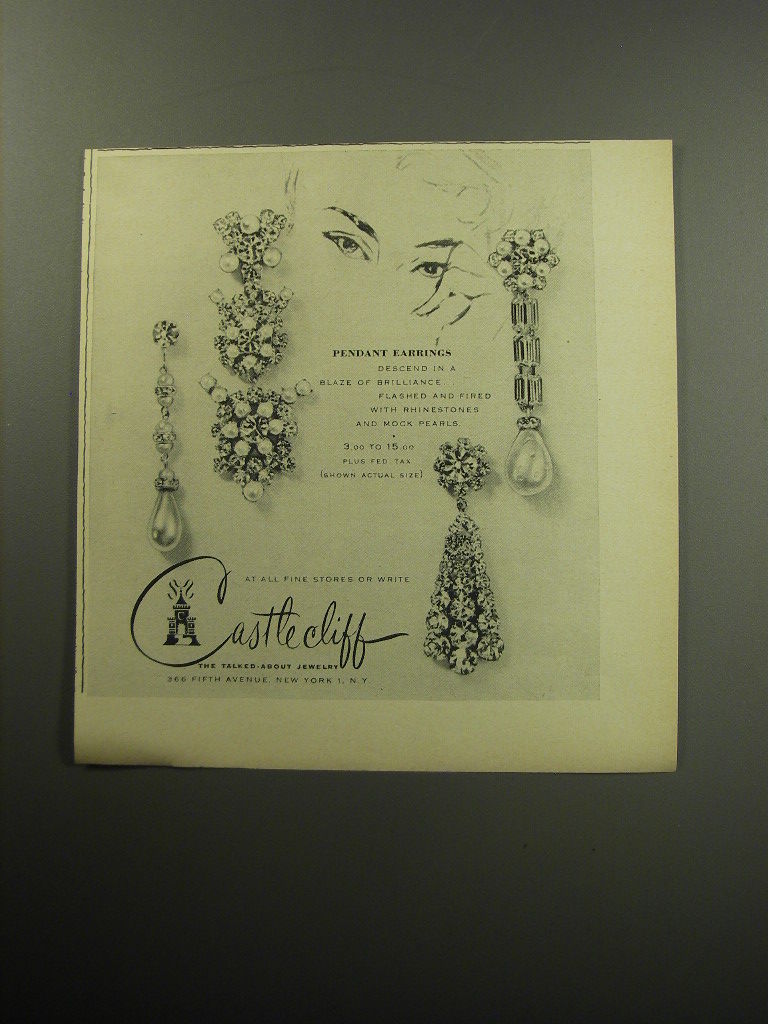 PENDANT EARRINGS
DESCEND IN A
BLAZE OF BRILLIANCE...
FLASHED AND FIRED
WITH RHINESTONES
AND MOCK PEARLS.
3.00 TO 15.00
PLUS FED. TAX
(SHOWN ACTUAL SIZE)
AT ALL FINE STORES OR WRITE
Castlecliff
THE TALKED-ABOUT JEWELRY
366 FIFTH AVENUE, NEW YORK 1, N.Y.